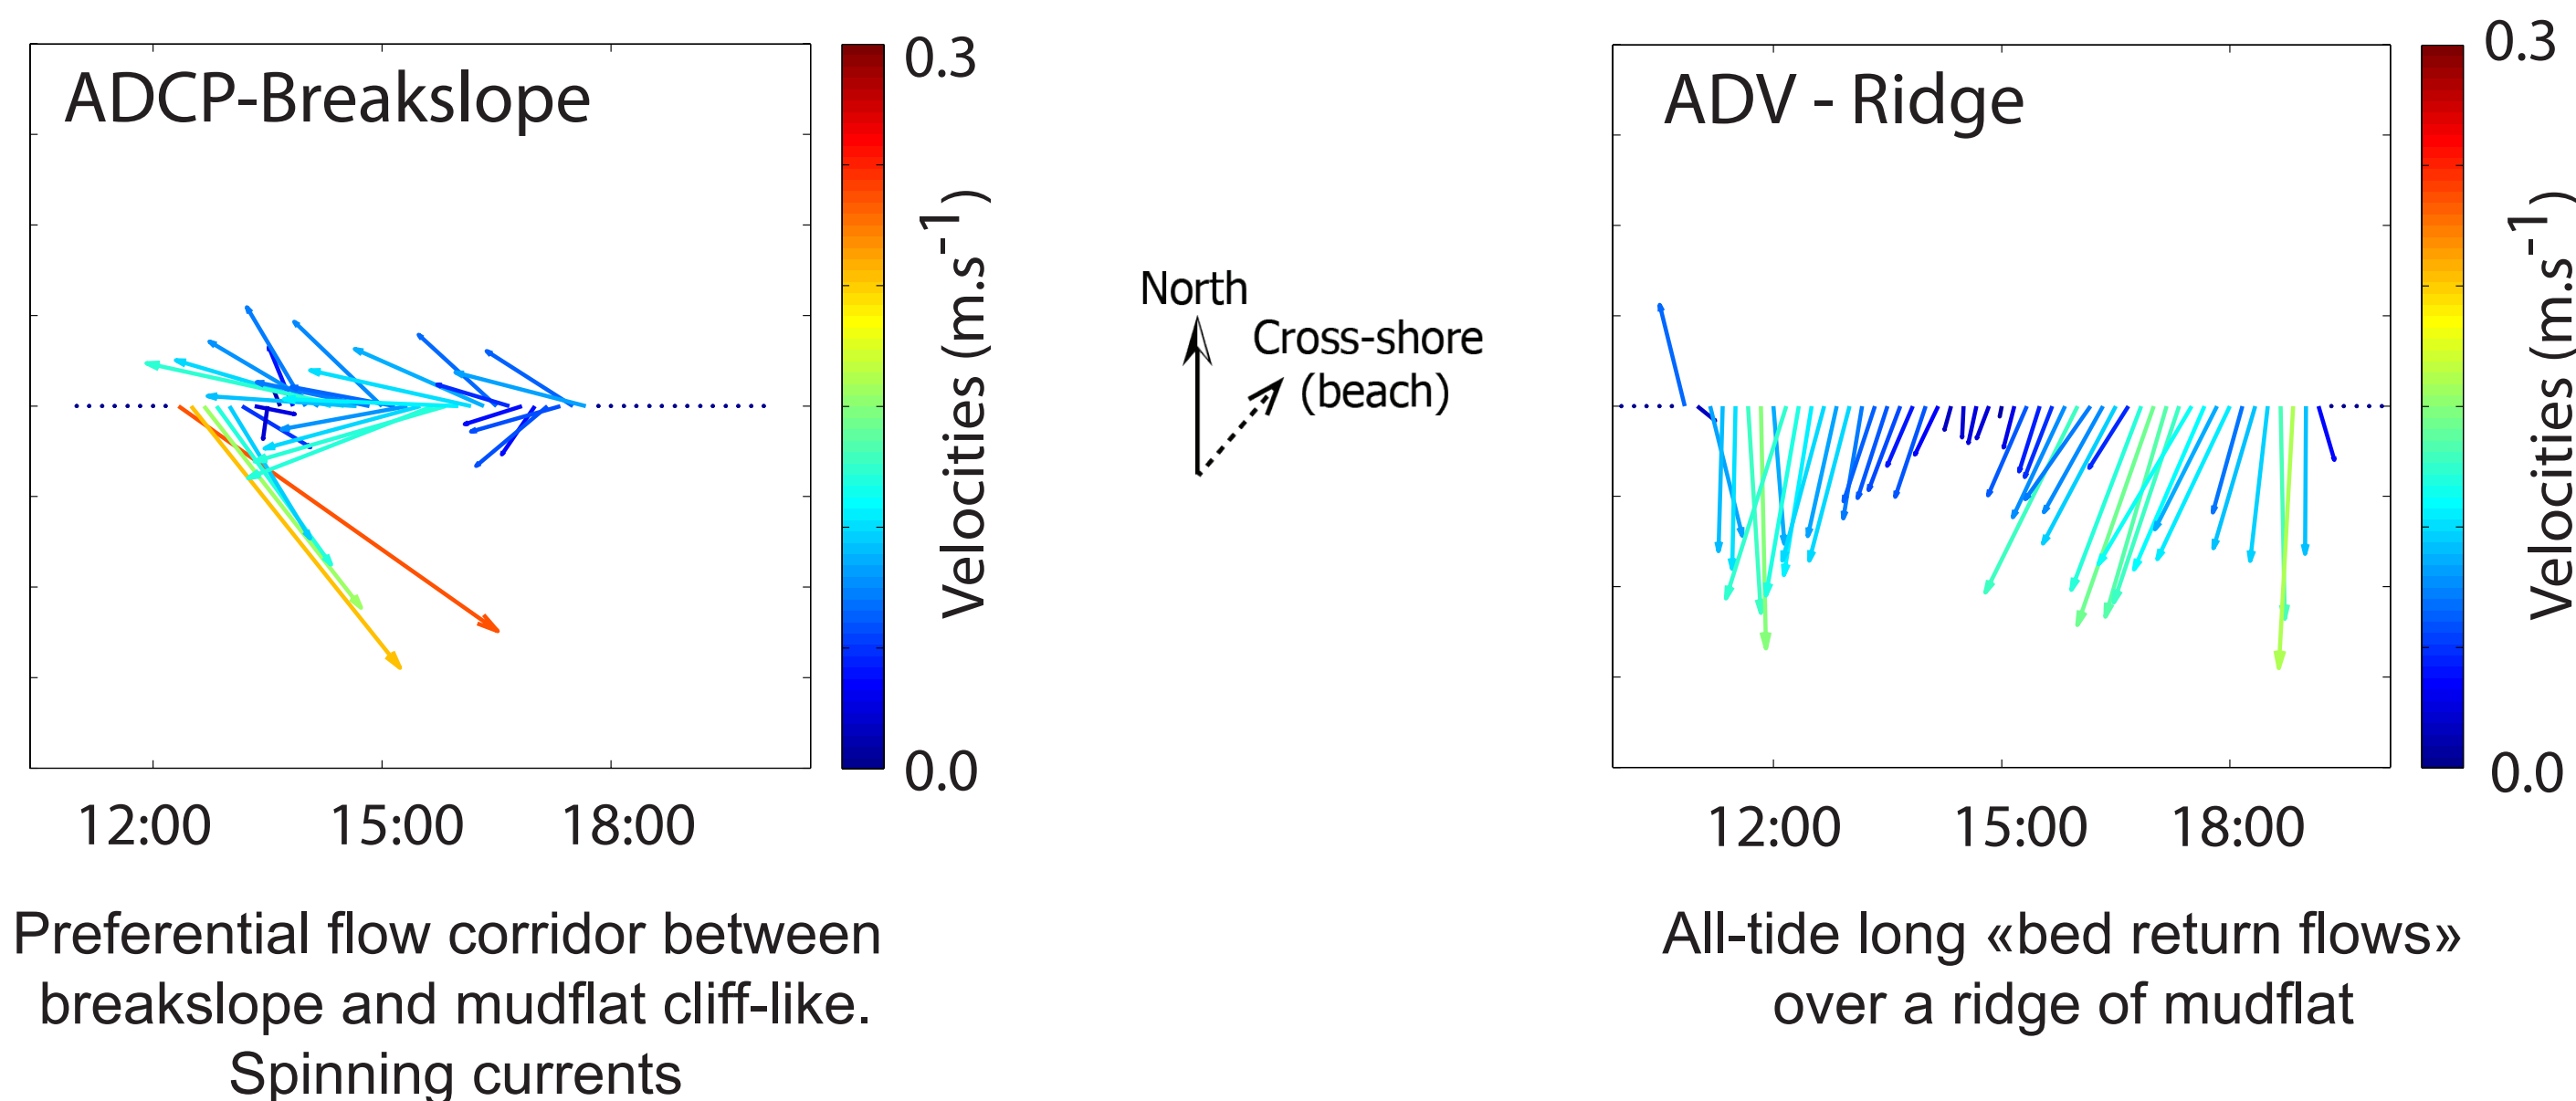 ADCP-Breakslope
0.3
Velocities (m.s-1)
0.0
12:00 15:00 18:00
Preferential flow corridor between
breakslope and mudflat cliff-like.
Spinning currents
North
Cross-shore
(beach)
ADV - Ridge
0.3
Velocities (m.s-1)
0.0
12:00 15:00 18:00
All-tide long «bed return flows»
over a ridge of mudflat